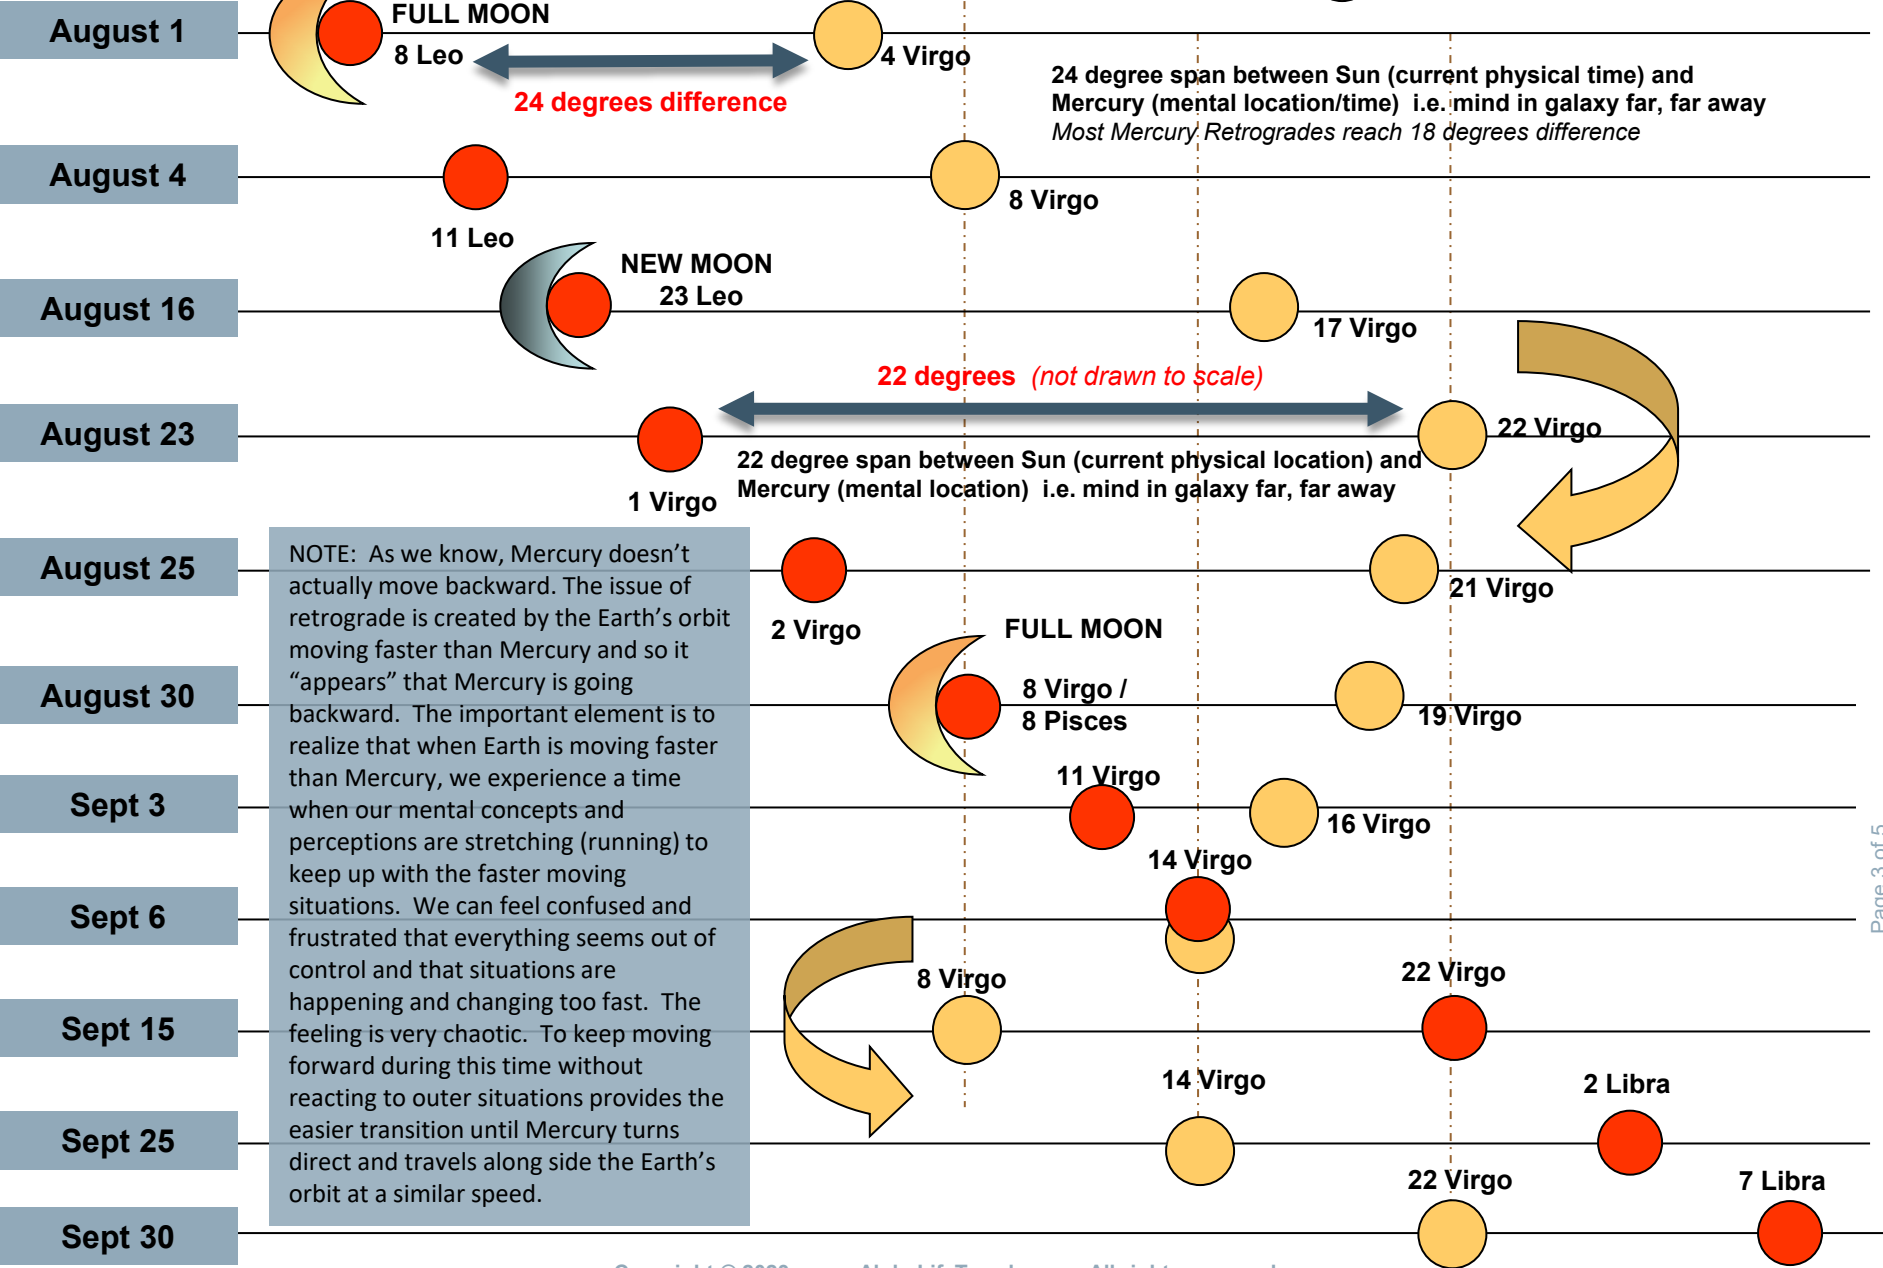 August 1
FULL MOON
8 Leo
24 degrees difference
4 Virgo
24 degree span between Sun (current physical time) and
Mercury (mental location/time) i.e. mind in galaxy far, far away
Most Mercury Retrogrades reach 18 degrees difference
August 4
11 Leo
8 Virgo
August 16
NEW MOON
23 Leo
17 Virgo
22 degrees (not drawn to scale)
August 23
1 Virgo
22 Virgo
22 degree span between Sun (current physical location) and
Mercury (mental location) i.e. mind in galaxy far, far away
August 25
2 Virgo
21 Virgo
NOTE: As we know, Mercury doesn’t
actually move backward. The issue of
retrograde is created by the Earth’s orbit
moving faster than Mercury and so it
“appears” that Mercury is going
backward. The important element is to
realize that when Earth is moving faster
than Mercury, we experience a time
when our mental concepts and
perceptions are stretching (running) to
keep up with the faster moving
situations. We can feel confused and
frustrated that everything seems out of
control and that situations are
happening and changing too fast. The
feeling is very chaotic. To keep moving
forward during this time without
reacting to outer situations provides the
easier transition until Mercury turns
direct and travels along side the Earth’s
orbit at a similar speed.
August 30
FULL MOON
8 Virgo /
8 Pisces
19 Virgo
Sept 3
11 Virgo
16 Virgo
Sept 6
14 Virgo
Sept 15
8 Virgo
22 Virgo
Sept 25
14 Virgo
2 Libra
Sept 30
22 Virgo
7 Libra
Page 3 of 5